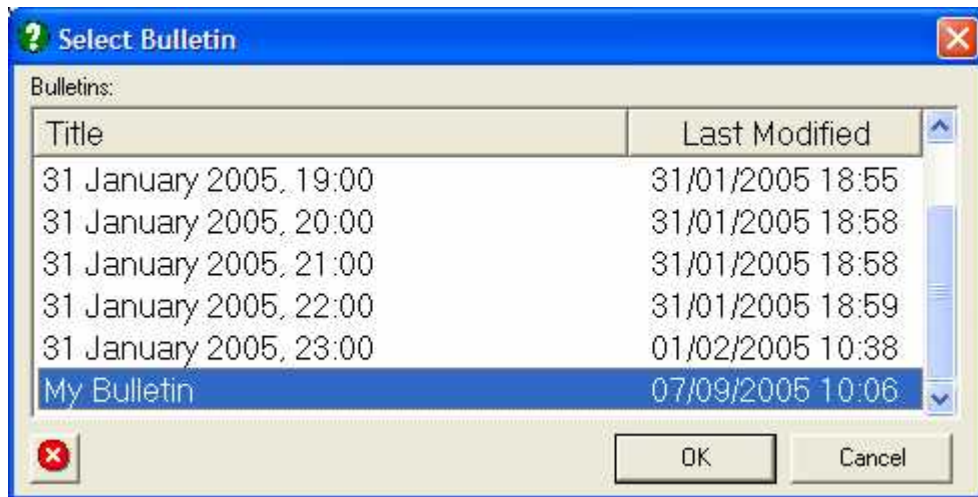 Select Bulletin
Bulletins:
Title Last Modified
31 January 2005, 19:00 31/01/2005 18:55
31 January 2005, 20:00 31/01/2005 18:58
31 January 2005, 21:00 31/01/2005 18:58
31 January 2005, 22:00 31/01/2005 18:59
31 January 2005, 23:00 01/02/2005 10:38
My Bulletin 07/09/2005 10:06
OK Cancel